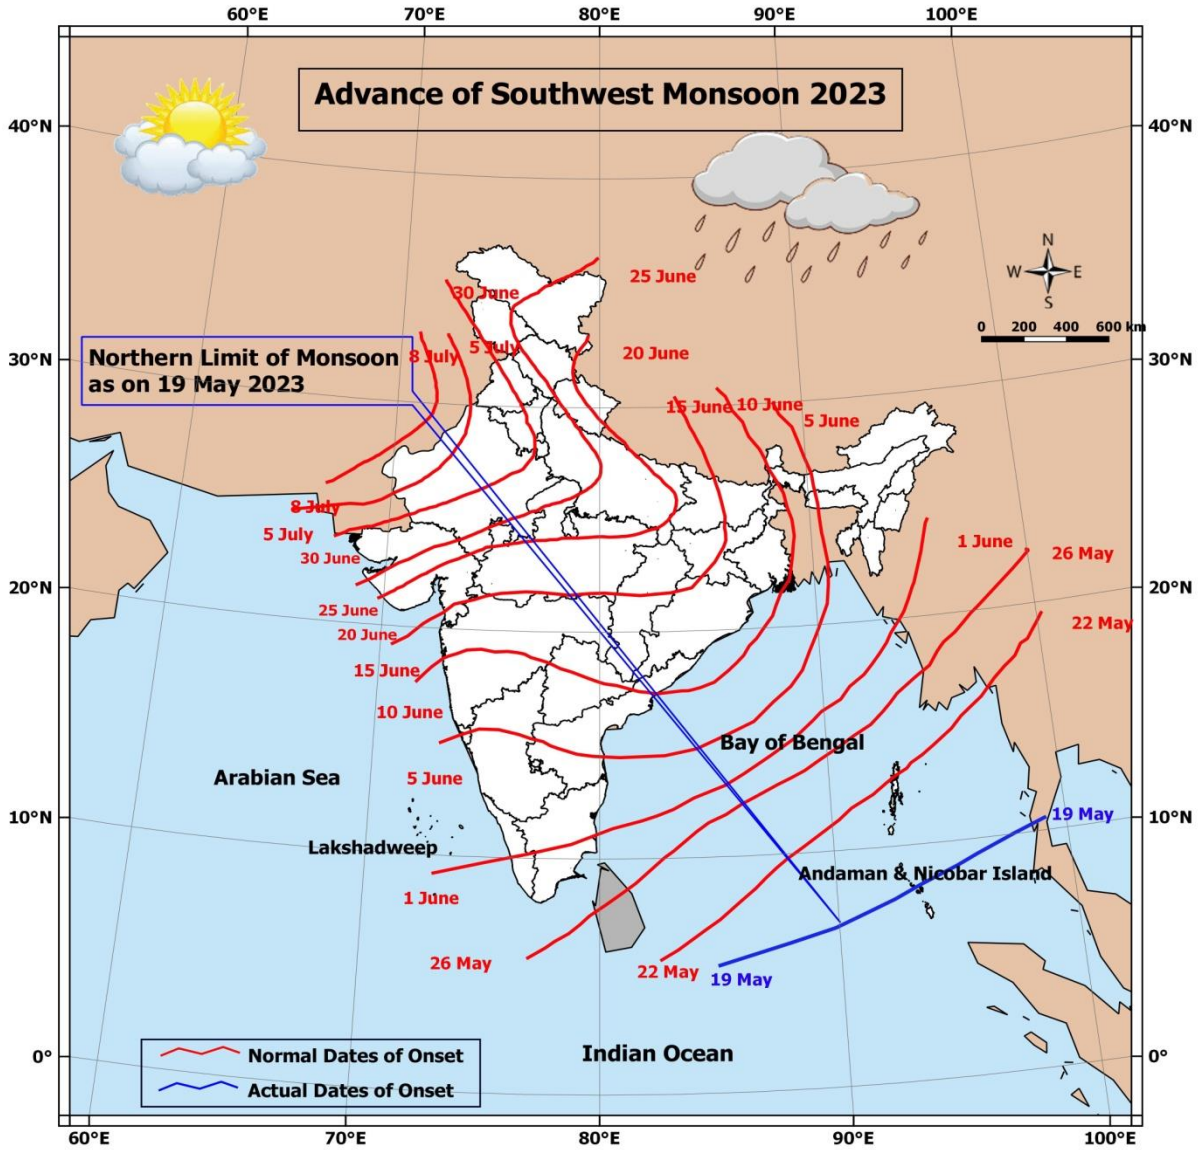 60°E 70°E 80°E 90°E 100°E
Advance of Southwest Monsoon 2023
40°N 40°N
N
W E
S
25 June
30 June
0 200 400 600 km
Northern Limit of Monsoon
as on 19 May 2023
8 July
5 July
20 June
30°N 30°N
15 June 10 June
5 June
8 July
5 July
30 June
1 June
26 May
20°N 20°N
25 June
20 June
22 May
15 June
10 June
Bay of Bengal
Arabian Sea
5 June
10°N 10°N
19 May
Lakshadweep
Andaman & Nicobar Island
1 June
26 May
22 May
19 May
Normal Dates of Onset
Indian Ocean
0° 0°
Actual Dates of Onset
60°E 70°E 80°E 90°E 100°E